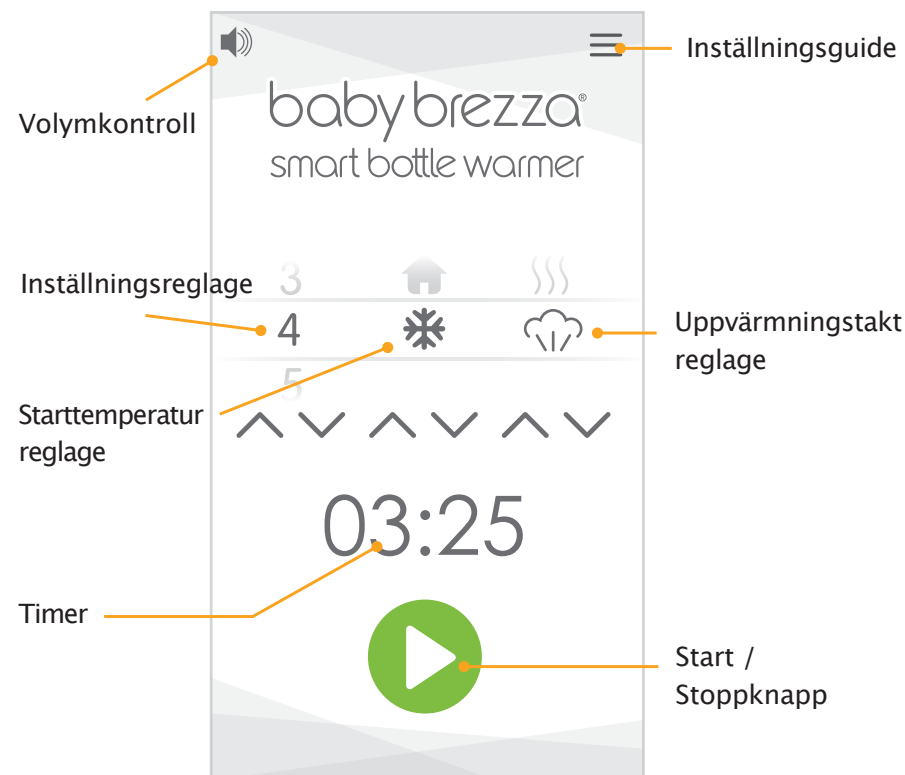 Inställningsguide
Volymkontroll
baby brezza®
smart bottle warmer
Inställningsreglage
3
4
5
Uppvärmningstakt
reglage
Starttemperatur
reglage
03:25
Timer
Start /
Stoppknapp